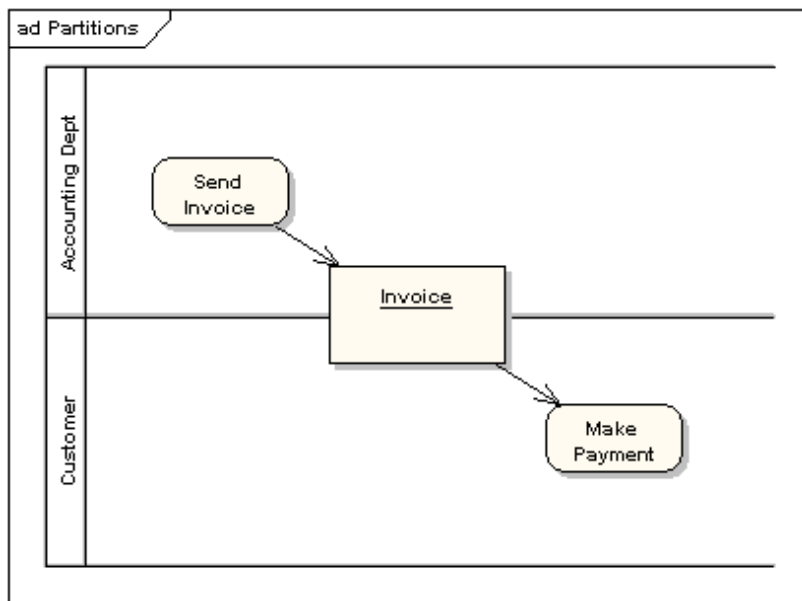 ad Partitions
Accounting Dept
Send
Invoice
Invoice
Customer
Make
Payment